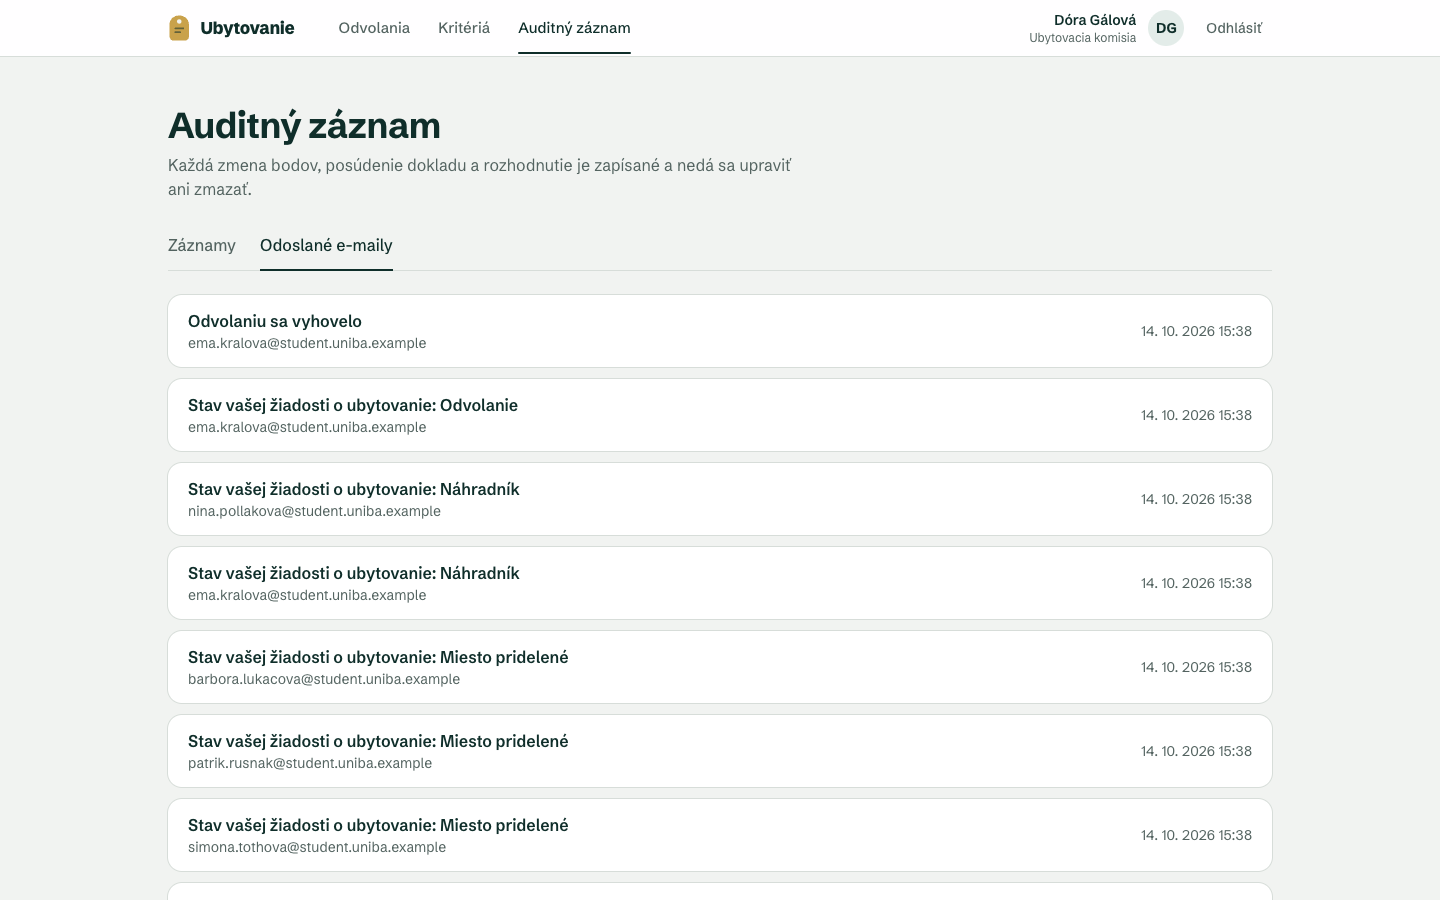 Ubytovanie
Odvolania
Kritériá
Auditný záznam
Dóra Gálová
Ubytovacia komisia
DG
Odhlásiť
Auditný záznam
Každá zmena bodov, posúdenie dokladu a rozhodnutie je zapísané a nedá sa upraviť
ani zmazať.
Záznamy
Odoslané e-maily
Odvolaniu sa vyhovelo
ema.kralova@student.uniba.example
14. 10. 2026 15:38
Stav vašej žiadosti o ubytovanie: Odvolanie
ema.kralova@student.uniba.example
14. 10. 2026 15:38
Stav vašej žiadosti o ubytovanie: Náhradník
nina.pollakova@student.uniba.example
14. 10. 2026 15:38
Stav vašej žiadosti o ubytovanie: Náhradník
ema.kralova@student.uniba.example
14. 10. 2026 15:38
Stav vašej žiadosti o ubytovanie: Miesto pridelené
barbora.lukacova@student.uniba.example
14. 10. 2026 15:38
Stav vašej žiadosti o ubytovanie: Miesto pridelené
patrik.rusnak@student.uniba.example
14. 10. 2026 15:38
Stav vašej žiadosti o ubytovanie: Miesto pridelené
simona.tothova@student.uniba.example
14. 10. 2026 15:38